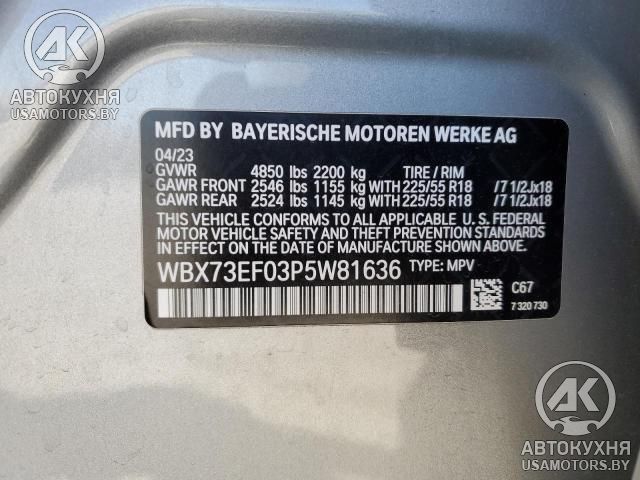 AK
АВТОКУХНЯ
USAMOTORS.BY
MFD BY BAYERISCHE MOTOREN WERKE AG
04/23
GVWR 4850 lbs 2200 kg TIRE / RIM
GAWR FRONT 2546 lbs 1155 kg WITH 225/55 R18 /7 1/2Jx18
GAWR REAR 2524 lbs 1145 kg WITH 225/55 R18 /7 1/2Jx18
THIS VEHICLE CONFORMS TO ALL APPLICABLE U. S. FEDERAL
MOTOR VEHICLE SAFETY AND THEFT PREVENTION STANDARDS
IN EFFECT ON THE DATE OF MANUFACTURE SHOWN ABOVE.
WBX73EF03P5W81636 TYPE: MPV
C67
7 320 730
AK
АВТОКУХНЯ
USAMOTORS.BY